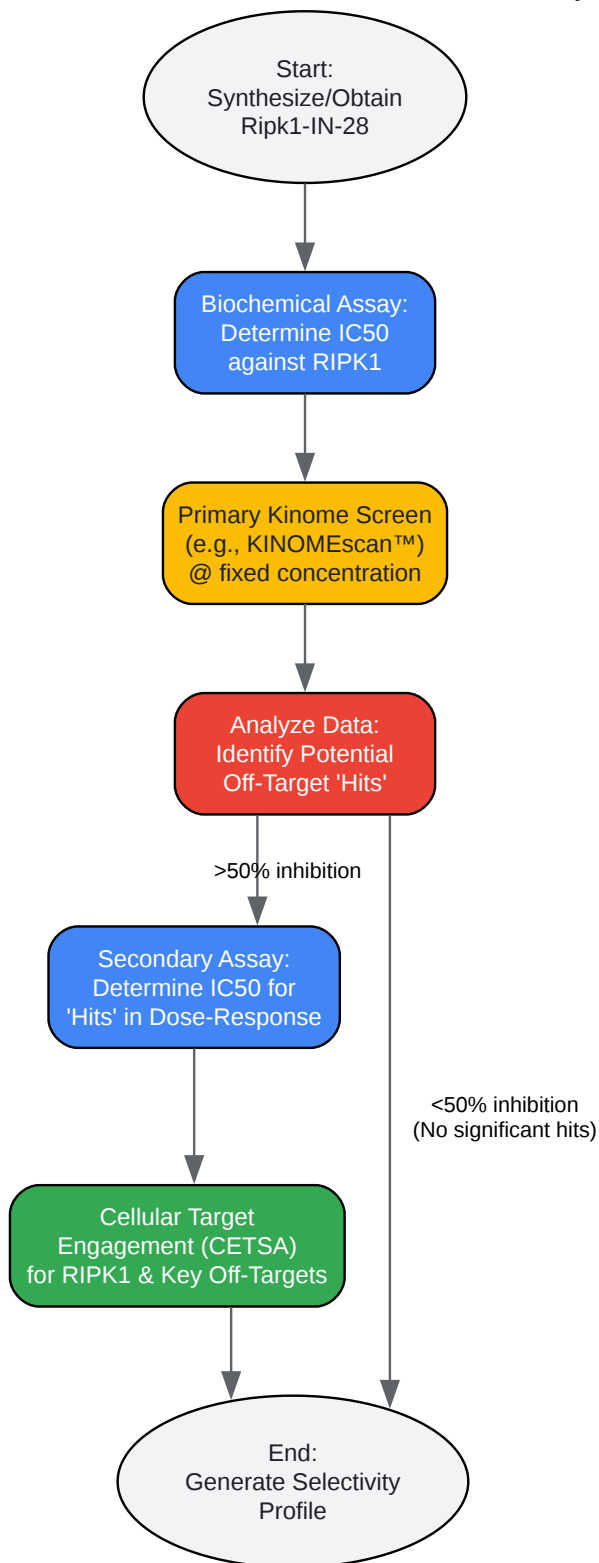 Start:
Synthesize/Obtain
Ripk1-IN-28
Biochemical Assay:
Determine IC50
against RIPK1
Primary Kinome Screen
(e.g., KINOMEscan™)
@ fixed concentration
Analyze Data:
Identify Potential
Off-Target 'Hits'
>50% inhibition
Secondary Assay:
Determine IC50 for
'Hits' in Dose-Response
<50% inhibition
(No significant hits)
Cellular Target
Engagement (CETSA)
for RIPK1 & Key Off-Targets
End:
Generate Selectivity
Profile